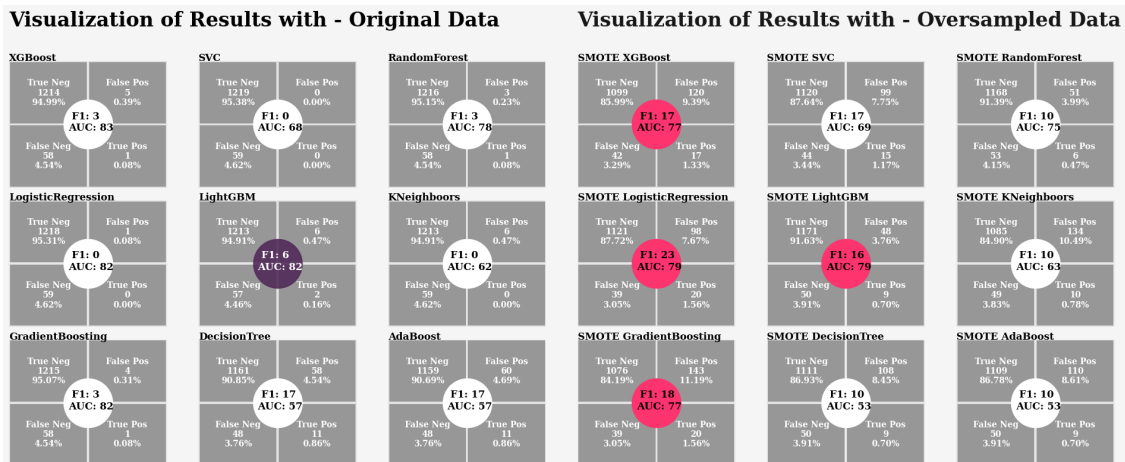 Visualization of Results with - Original Data
XGBoost
True Neg
1214
94.99%
False Pos
5
0.39%
F1: 3
AUC: 83
False Neg
58
4.54%
True Pos
1
0.08%
SVC
True Neg
1219
95.38%
False Pos
0
0.00%
F1: 0
AUC: 68
False Neg
59
4.62%
True Pos
0
0.00%
RandomForest
True Neg
1216
95.15%
False Pos
3
0.23%
F1: 3
AUC: 78
False Neg
58
4.54%
True Pos
1
0.08%
LogisticRegression
True Neg
1218
95.31%
False Pos
1
0.08%
F1: 0
AUC: 82
False Neg
59
4.62%
True Pos
0
0.00%
LightGBM
True Neg
1213
94.91%
False Pos
6
0.47%
F1: 6
AUC: 82
False Neg
57
4.46%
True Pos
2
0.16%
KNeighboors
True Neg
1213
94.91%
False Pos
6
0.47%
F1: 0
AUC: 62
False Neg
59
4.62%
True Pos
0
0.00%
GradientBoosting
True Neg
1215
95.07%
False Pos
4
0.31%
F1: 3
AUC: 82
False Neg
58
4.54%
True Pos
1
0.08%
DecisionTree
True Neg
1161
90.85%
False Pos
58
4.54%
F1: 17
AUC: 57
False Neg
48
3.76%
True Pos
11
0.86%
AdaBoost
True Neg
1159
90.69%
False Pos
60
4.69%
F1: 17
AUC: 57
False Neg
48
3.76%
True Pos
11
0.86%
Visualization of Results with - Oversampled Data
SMOTE XGBoost
True Neg
1099
85.99%
False Pos
120
9.39%
F1: 17
AUC: 77
False Neg
42
3.29%
True Pos
17
1.33%
SMOTE SVC
True Neg
1120
87.64%
False Pos
99
7.75%
F1: 17
AUC: 69
False Neg
44
3.44%
True Pos
15
1.17%
SMOTE RandomForest
True Neg
1168
91.39%
False Pos
51
3.99%
F1: 10
AUC: 75
False Neg
53
4.15%
True Pos
6
0.47%
SMOTE LogisticRegression
True Neg
1121
87.72%
False Pos
98
7.67%
F1: 23
AUC: 79
False Neg
39
3.05%
True Pos
20
1.56%
SMOTE LightGBM
True Neg
1171
91.63%
False Pos
48
3.76%
F1: 16
AUC: 79
False Neg
50
3.91%
True Pos
9
0.70%
SMOTE KNeighboors
True Neg
1085
84.90%
False Pos
134
10.49%
F1: 10
AUC: 63
False Neg
49
3.83%
True Pos
10
0.78%
SMOTE GradientBoosting
True Neg
1076
84.19%
False Pos
143
11.19%
F1: 18
AUC: 77
False Neg
39
3.05%
True Pos
20
1.56%
SMOTE DecisionTree
True Neg
1111
86.93%
False Pos
108
8.45%
F1: 10
AUC: 53
False Neg
50
3.91%
True Pos
9
0.70%
SMOTE AdaBoost
True Neg
1109
86.78%
False Pos
110
8.61%
F1: 10
AUC: 53
False Neg
50
3.91%
True Pos
9
0.70%